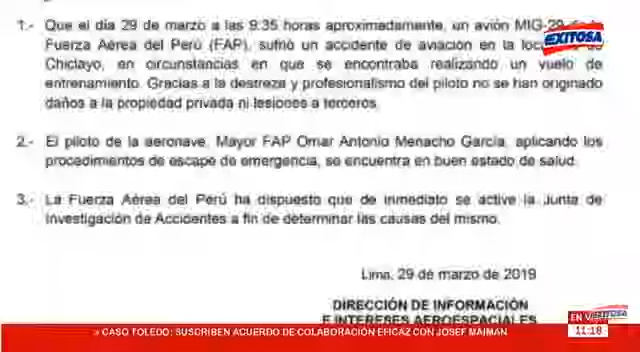 1.- Que el día 29 de marzo a las 9:35 horas aproximadamente, un avión MIG-29 de la
Fuerza Aérea del Perú (FAP), sufrió un accidente de aviación en la
EXITOSA
Chiclayo, en circunstancias en que se encontraba realizando un vuelo de
entrenamiento. Gracias a la destreza y profesionalismo del piloto no se han originado
daños a la propiedad privada ni lesiones a terceros.
2.- El piloto de la aeronave, Mayor FAP Omar Antonio Menacho García, aplicando los
procedimientos de escape de emergencia, se encuentra en buen estado de salud.
3.- La Fuerza Aérea del Perú ha dispuesto que de inmediato se active la Junta de
Investigación de Accidentes a fin de determinar las causas del mismo.
Lima, 29 de marzo de 2019
DIRECCIÓN DE INFORMACIÓN
E INTERESES AEROESPACIALES
» CASO TOLEDO: SUSCRIBEN ACUERDO DE COLABORACIÓN EFICAZ CON JOSEF MAIMAN
EN VIVO
EXITOSA
11:18